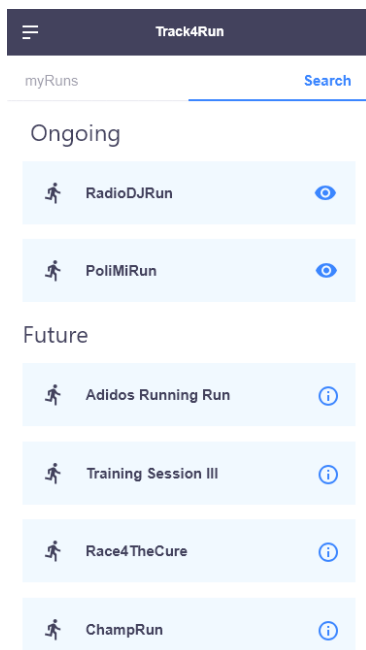 Track4Run
myRuns Search
Ongoing
RadioDJRun
PoliMiRun
Future
Adidos Running Run
Training Session III
Race4TheCure
ChampRun